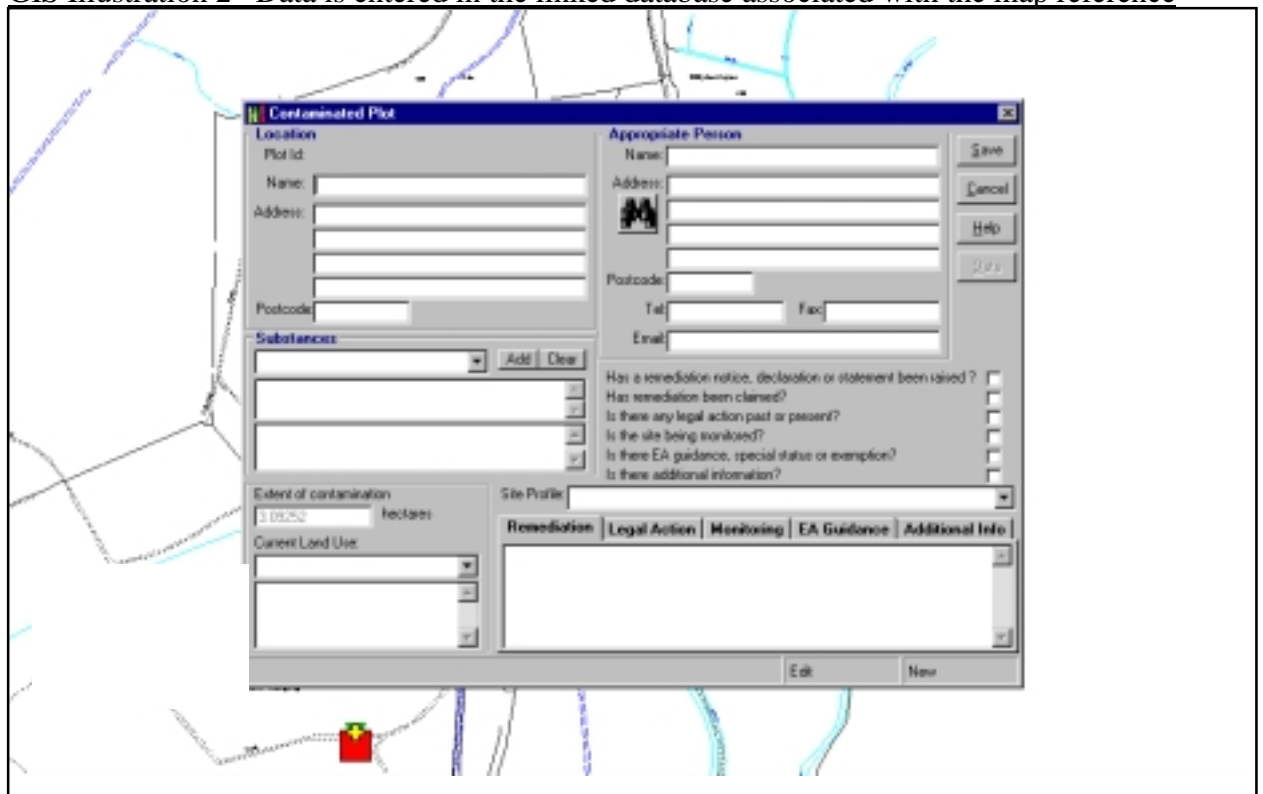 GIS Illustration 2 - Data is entered in the linked database associated with the map reference
Contaminated Plot
Location
Plot Id:
Name:
Address:
Postcode
Substances
Add
Clear
Extent of contamination
3.09252 hectares
Current Land Use:
Appropriate Person
Name:
Address:
Postcode:
Tel:
Fax:
Email:
Save
Cancel
Help
Has a remediation notice, declaration or statement been raised ?
Has remediation been claimed?
Is there any legal action past or present?
Is the site being monitored?
Is there EA guidance, special status or exemption?
Is there additional information?
Site Profile:
Remediation
Legal Action
Monitoring
EA Guidance
Additional Info
Edit
New